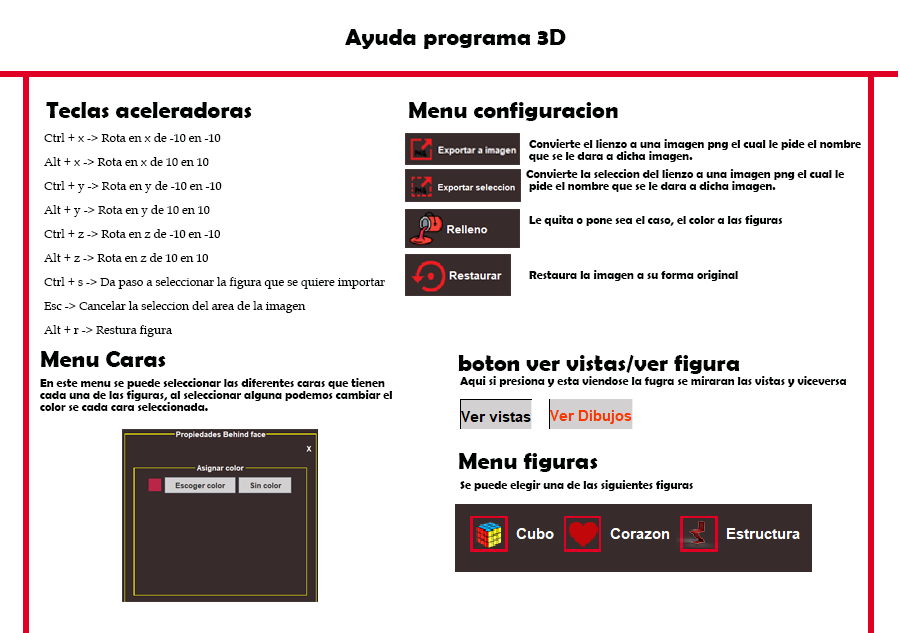 Ayuda programa 3D
Teclas aceleradoras
Ctrl + x -> Rota en x de -10 en -10
Alt + x -> Rota en x de 10 en 10
Ctrl + y -> Rota en y de -10 en -10
Alt + y -> Rota en y de 10 en 10
Ctrl + z -> Rota en z de -10 en -10
Alt + z -> Rota en z de 10 en 10
Ctrl + s -> Da paso a seleccionar la figura que se quiere importar
Esc -> Cancelar la seleccion del area de la imagen
Alt + r -> Restura figura
Menu configuracion
Exportar a imagen
Convierte el lienzo a una imagen png el cual le pide el nombre
que se le dara a dicha imagen.
Exportar seleccion
Convierte la seleccion del lienzo a una imagen png el cual le
pide el nombre que se le dara a dicha imagen.
Relleno
Le quita o pone sea el caso, el color a las figuras
Restaurar
Restaura la imagen a su forma original
Menu Caras
En este menu se puede seleccionar las diferentes caras que tienen
cada una de las figuras, al seleccionar alguna podemos cambiar el
color se cada cara seleccionada.
Propiedades Behind face
x
Asignar color
Escoger color
Sin color
boton ver vistas/ver figura
Aqui si presiona y esta viendose la fugra se miraran las vistas y viceversa
Ver vistas
Ver Dibujos
Menu figuras
Se puede elegir una de las siguientes figuras
Cubo
Corazon
Estructura